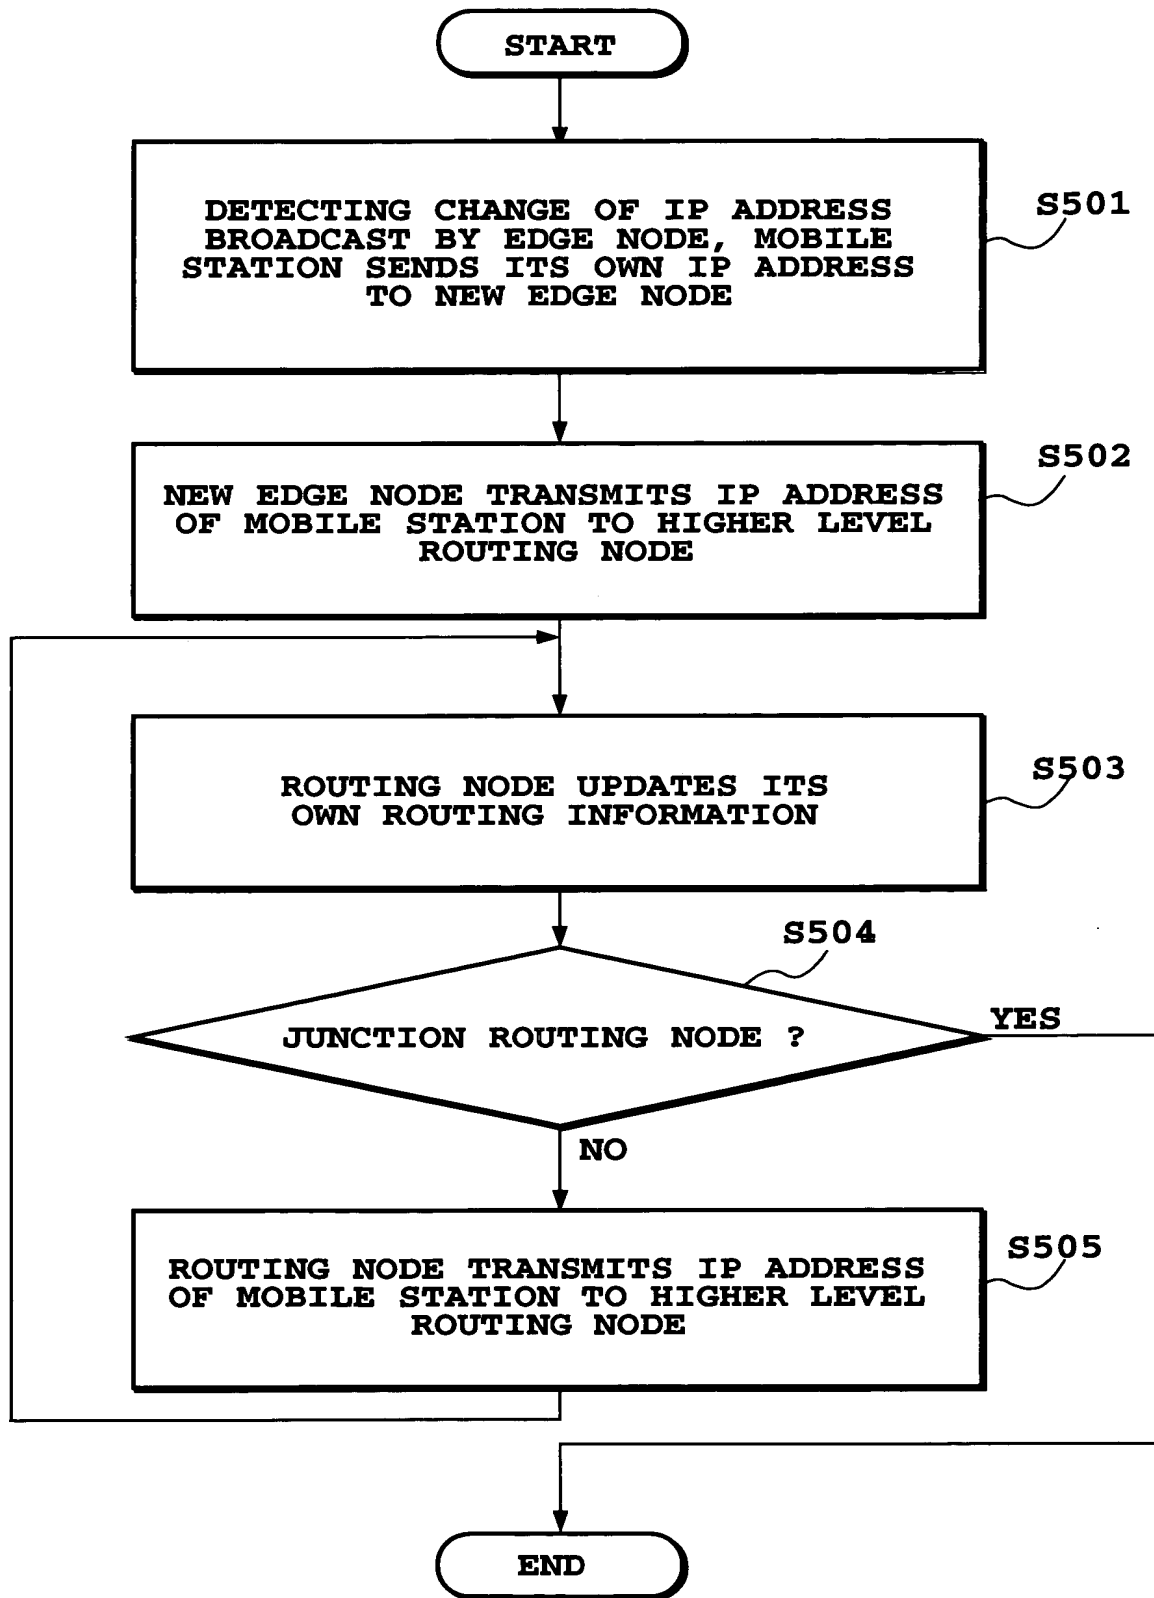 START
DETECTING CHANGE OF IP ADDRESS
BROADCAST BY EDGE NODE, MOBILE
STATION SENDS ITS OWN IP ADDRESS
TO NEW EDGE NODE
S501
NEW EDGE NODE TRANSMITS IP ADDRESS
OF MOBILE STATION TO HIGHER LEVEL
ROUTING NODE
S502
ROUTING NODE UPDATES ITS
OWN ROUTING INFORMATION
S503
S504
JUNCTION ROUTING NODE ?
YES
NO
ROUTING NODE TRANSMITS IP ADDRESS
OF MOBILE STATION TO HIGHER LEVEL
ROUTING NODE
S505
END